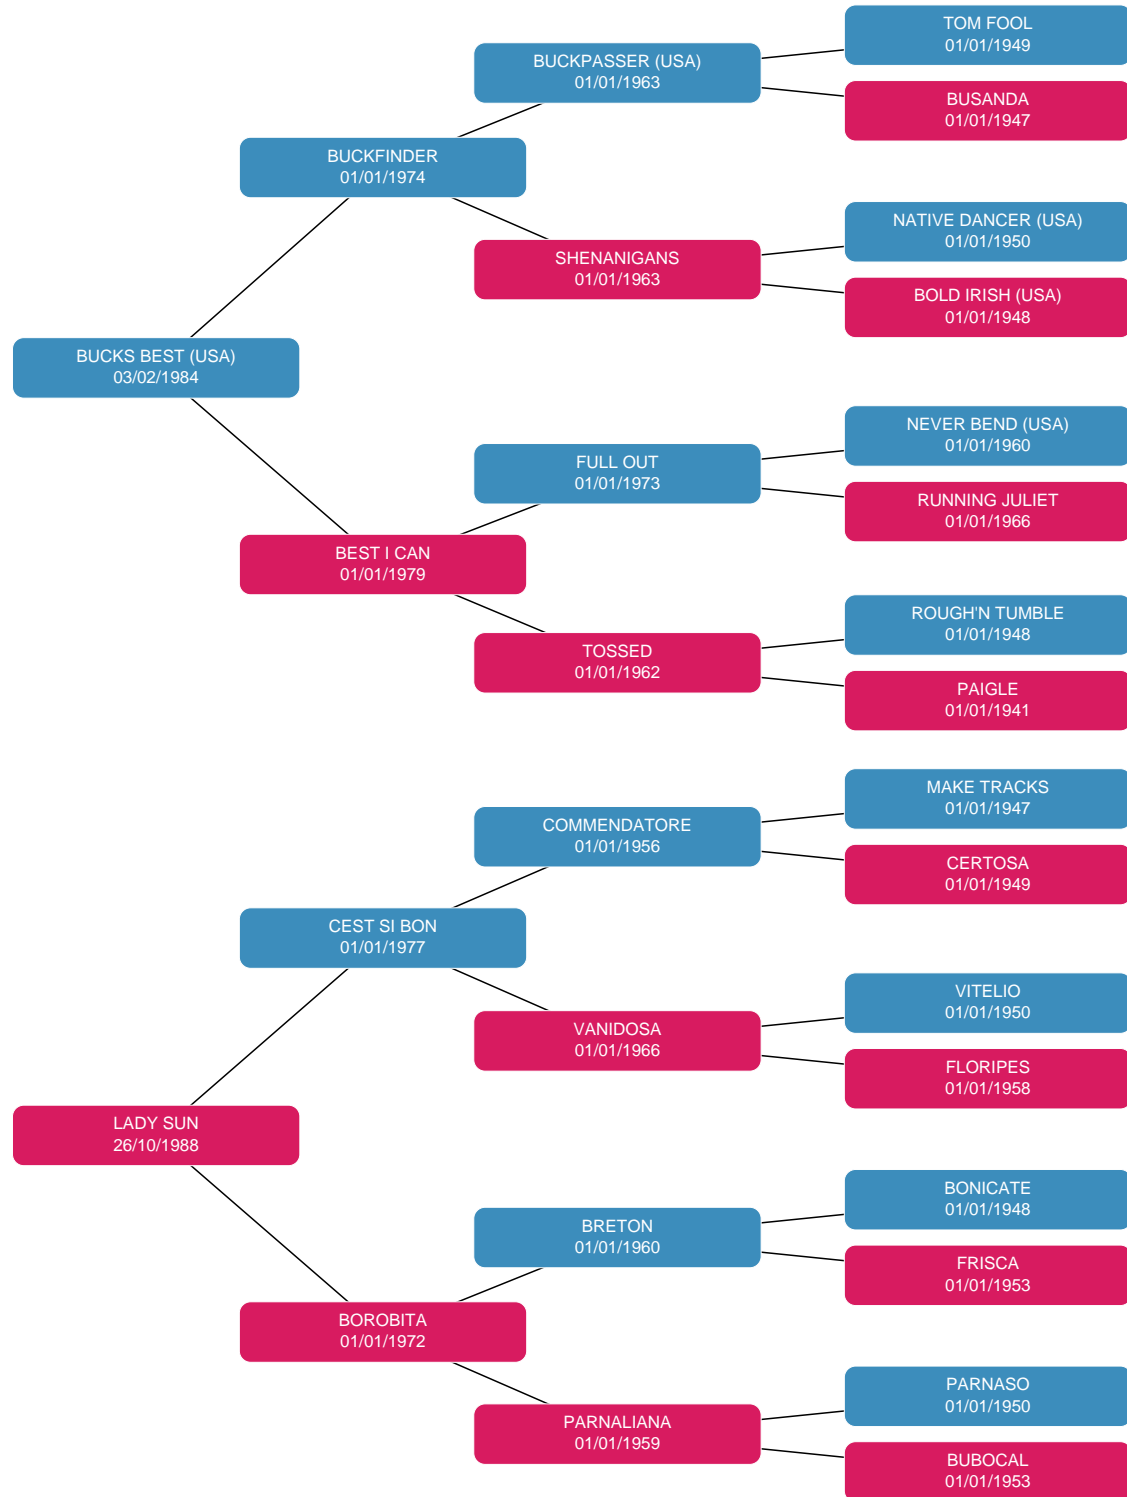 TOM FOOL
01/01/1949
BUCKPASSER (USA)
01/01/1963
BUSANDA
01/01/1947
BUCKFINDER
01/01/1974
NATIVE DANCER (USA)
01/01/1950
SHENANIGANS
01/01/1963
BOLD IRISH (USA)
01/01/1948
BUCKS BEST (USA)
03/02/1984
NEVER BEND (USA)
01/01/1960
FULL OUT
01/01/1973
RUNNING JULIET
01/01/1966
BEST I CAN
01/01/1979
ROUGH'N TUMBLE
01/01/1948
TOSSED
01/01/1962
PAIGLE
01/01/1941
MAKE TRACKS
01/01/1947
COMMENDATORE
01/01/1956
CERTOSA
01/01/1949
CEST SI BON
01/01/1977
VITELIO
01/01/1950
VANIDOSA
01/01/1966
FLORIPES
01/01/1958
LADY SUN
26/10/1988
BONICATE
01/01/1948
BRETON
01/01/1960
FRISCA
01/01/1953
BOROBITA
01/01/1972
PARNASO
01/01/1950
PARNALIANA
01/01/1959
BUBOCAL
01/01/1953